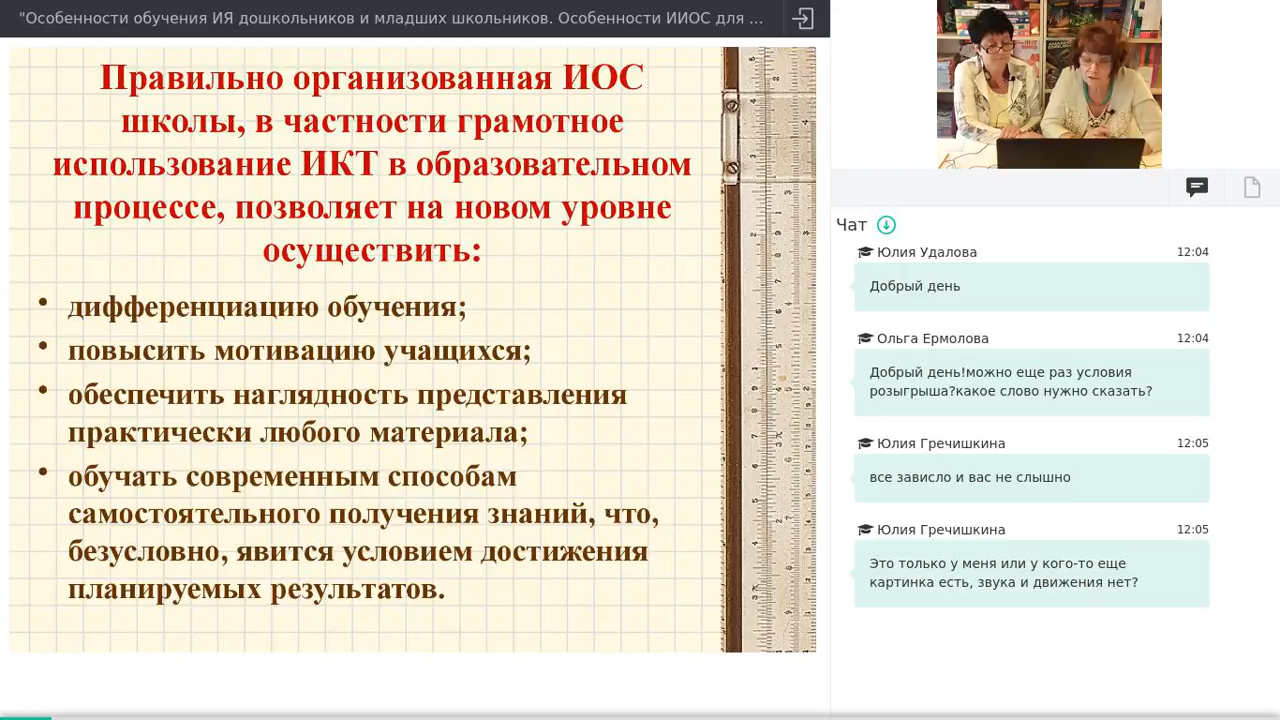 "Особенности обучения ИЯ дошкольников и младших школьников. Особенности ИИОС для ...
Правильно организованная ИОС
школы, в частности грамотное
использование ИКТ в образовательном
процессе, позволяет на новом уровне
осуществить:
• дифференциацию обучения;
• повысить мотивацию учащихся;
• обеспечить наглядность представления
практически любого материала;
• обучать современным способам
самостоятельного получения знаний, что,
безусловно, явится условием достижения
планируемых результатов.
Чат
Юлия Удалова 12:04
Добрый день
Ольга Ермолова 12:04
Добрый день!можно еще раз условия
розыгрыша?какое слово нужно сказать?
Юлия Гречишкина 12:05
все зависло и вас не слышно
Юлия Гречишкина 12:05
Это только у меня или у кого-то еще
картинка есть, звука и движения нет?